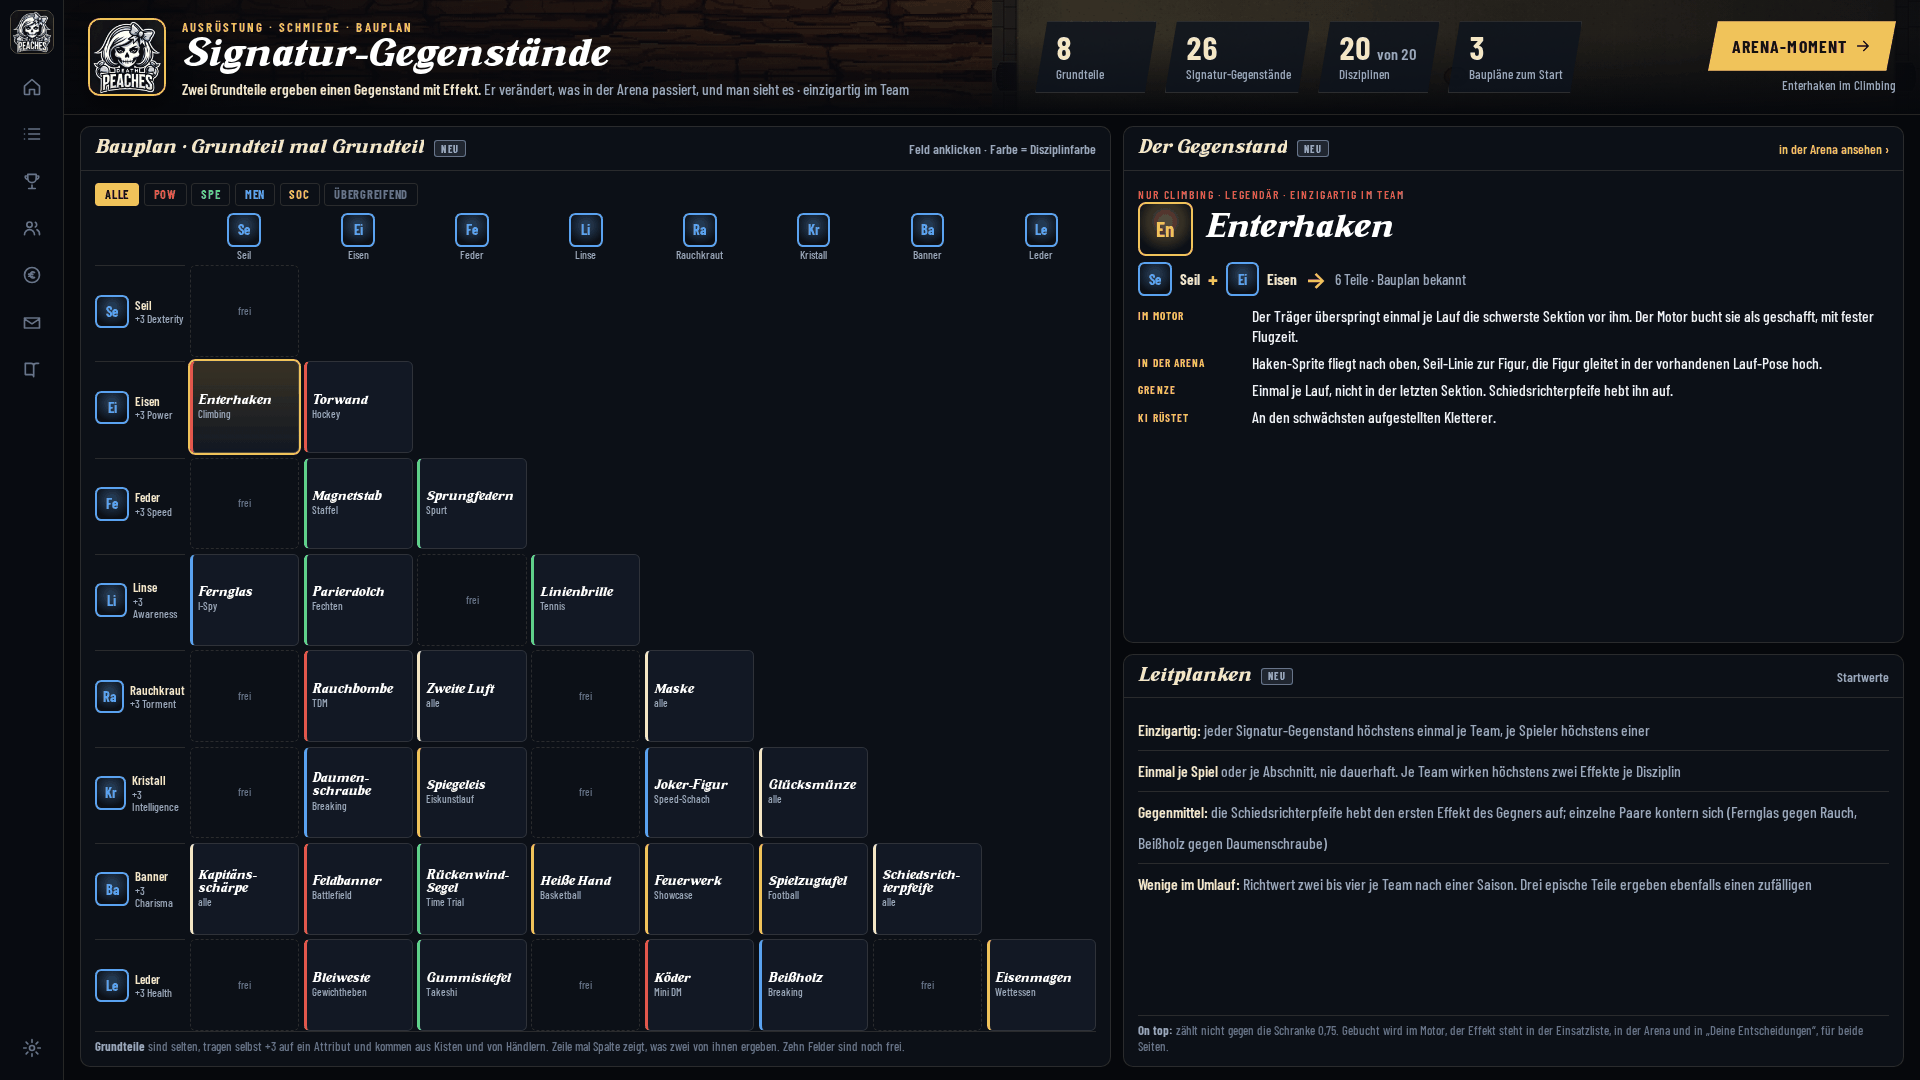 AUSRÜSTUNG · SCHMIEDE · BAUPLAN
Signatur-Gegenstände
Zwei Grundteile ergeben einen Gegenstand mit Effekt. Er verändert, was in der Arena passiert, und man sieht es · einzigartig im Team
8
Grundteile
26
Signatur-Gegenstände
20 von 20
Disziplinen
3
Baupläne zum Start
ARENA-MOMENT →
Enterhaken im Climbing
DEATH
PEACHES
Bauplan · Grundteil mal Grundteil NEU
Feld anklicken · Farbe = Disziplinfarbe
ALLE POW SPE MEN SOC ÜBERGREIFEND
Se Ei Fe Li Ra Kr Ba Le
Seil Eisen Feder Linse Rauchkraut Kristall Banner Leder
Se Seil
+3 Dexterity
frei
Ei Eisen
+3 Power
Enterhaken
Climbing
Torwand
Hockey
Fe Feder
+3 Speed
frei
Magnetstab
Staffel
Sprungfedern
Spurt
Li Linse
+3
Awareness
Fernglas
I-Spy
Parierdolch
Fechten
frei
Linienbrille
Tennis
Ra Rauchkraut
+3 Torment
frei
Rauchbombe
TDM
Zweite Luft
alle
frei
Maske
alle
Kr Kristall
+3
Intelligence
frei
Daumen-
schraube
Breaking
Spiegeleis
Eiskunstlauf
frei
Joker-Figur
Speed-Schach
Glücksmünze
alle
Ba Banner
+3
Charisma
Kapitäns-
schärpe
alle
Feldbanner
Battlefield
Rückenwind-
Segel
Time Trial
Heiße Hand
Basketball
Feuerwerk
Showcase
Spielzugtafel
Football
Schiedsrich-
terpfeife
alle
Le Leder
+3 Health
frei
Bleiweste
Gewichtheben
Gummistiefel
Takeshi
frei
Köder
Mini DM
Beißholz
Breaking
frei
Eisenmagen
Wettessen
Grundteile sind selten, tragen selbst +3 auf ein Attribut und kommen aus Kisten und von Händlern. Zeile mal Spalte zeigt, was zwei von ihnen ergeben. Zehn Felder sind noch frei.
Der Gegenstand NEU
in der Arena ansehen ›
NUR CLIMBING · LEGENDÄR · EINZIGARTIG IM TEAM
En Enterhaken
Se Seil + Ei Eisen → 6 Teile · Bauplan bekannt
IM MOTOR
Der Träger überspringt einmal je Lauf die schwerste Sektion vor ihm. Der Motor bucht sie als geschafft, mit fester
Flugzeit.
IN DER ARENA
Haken-Sprite fliegt nach oben, Seil-Linie zur Figur, die Figur gleitet in der vorhandenen Lauf-Pose hoch.
GRENZE
Einmal je Lauf, nicht in der letzten Sektion. Schiedsrichterpfeife hebt ihn auf.
KI RÜSTET
An den schwächsten aufgestellten Kletterer.
Leitplanken NEU
Startwerte
Einzigartig: jeder Signatur-Gegenstand höchstens einmal je Team, je Spieler höchstens einer
Einmal je Spiel oder je Abschnitt, nie dauerhaft. Je Team wirken höchstens zwei Effekte je Disziplin
Gegenmittel: die Schiedsrichterpfeife hebt den ersten Effekt des Gegners auf; einzelne Paare kontern sich (Fernglas gegen Rauch,
Beißholz gegen Daumenschraube)
Wenige im Umlauf: Richtwert zwei bis vier je Team nach einer Saison. Drei epische Teile ergeben ebenfalls einen zufälligen
On top: zählt nicht gegen die Schranke 0,75. Gebucht wird im Motor, der Effekt steht in der Einsatzliste, in der Arena und in „Deine Entscheidungen“, für beide
Seiten.